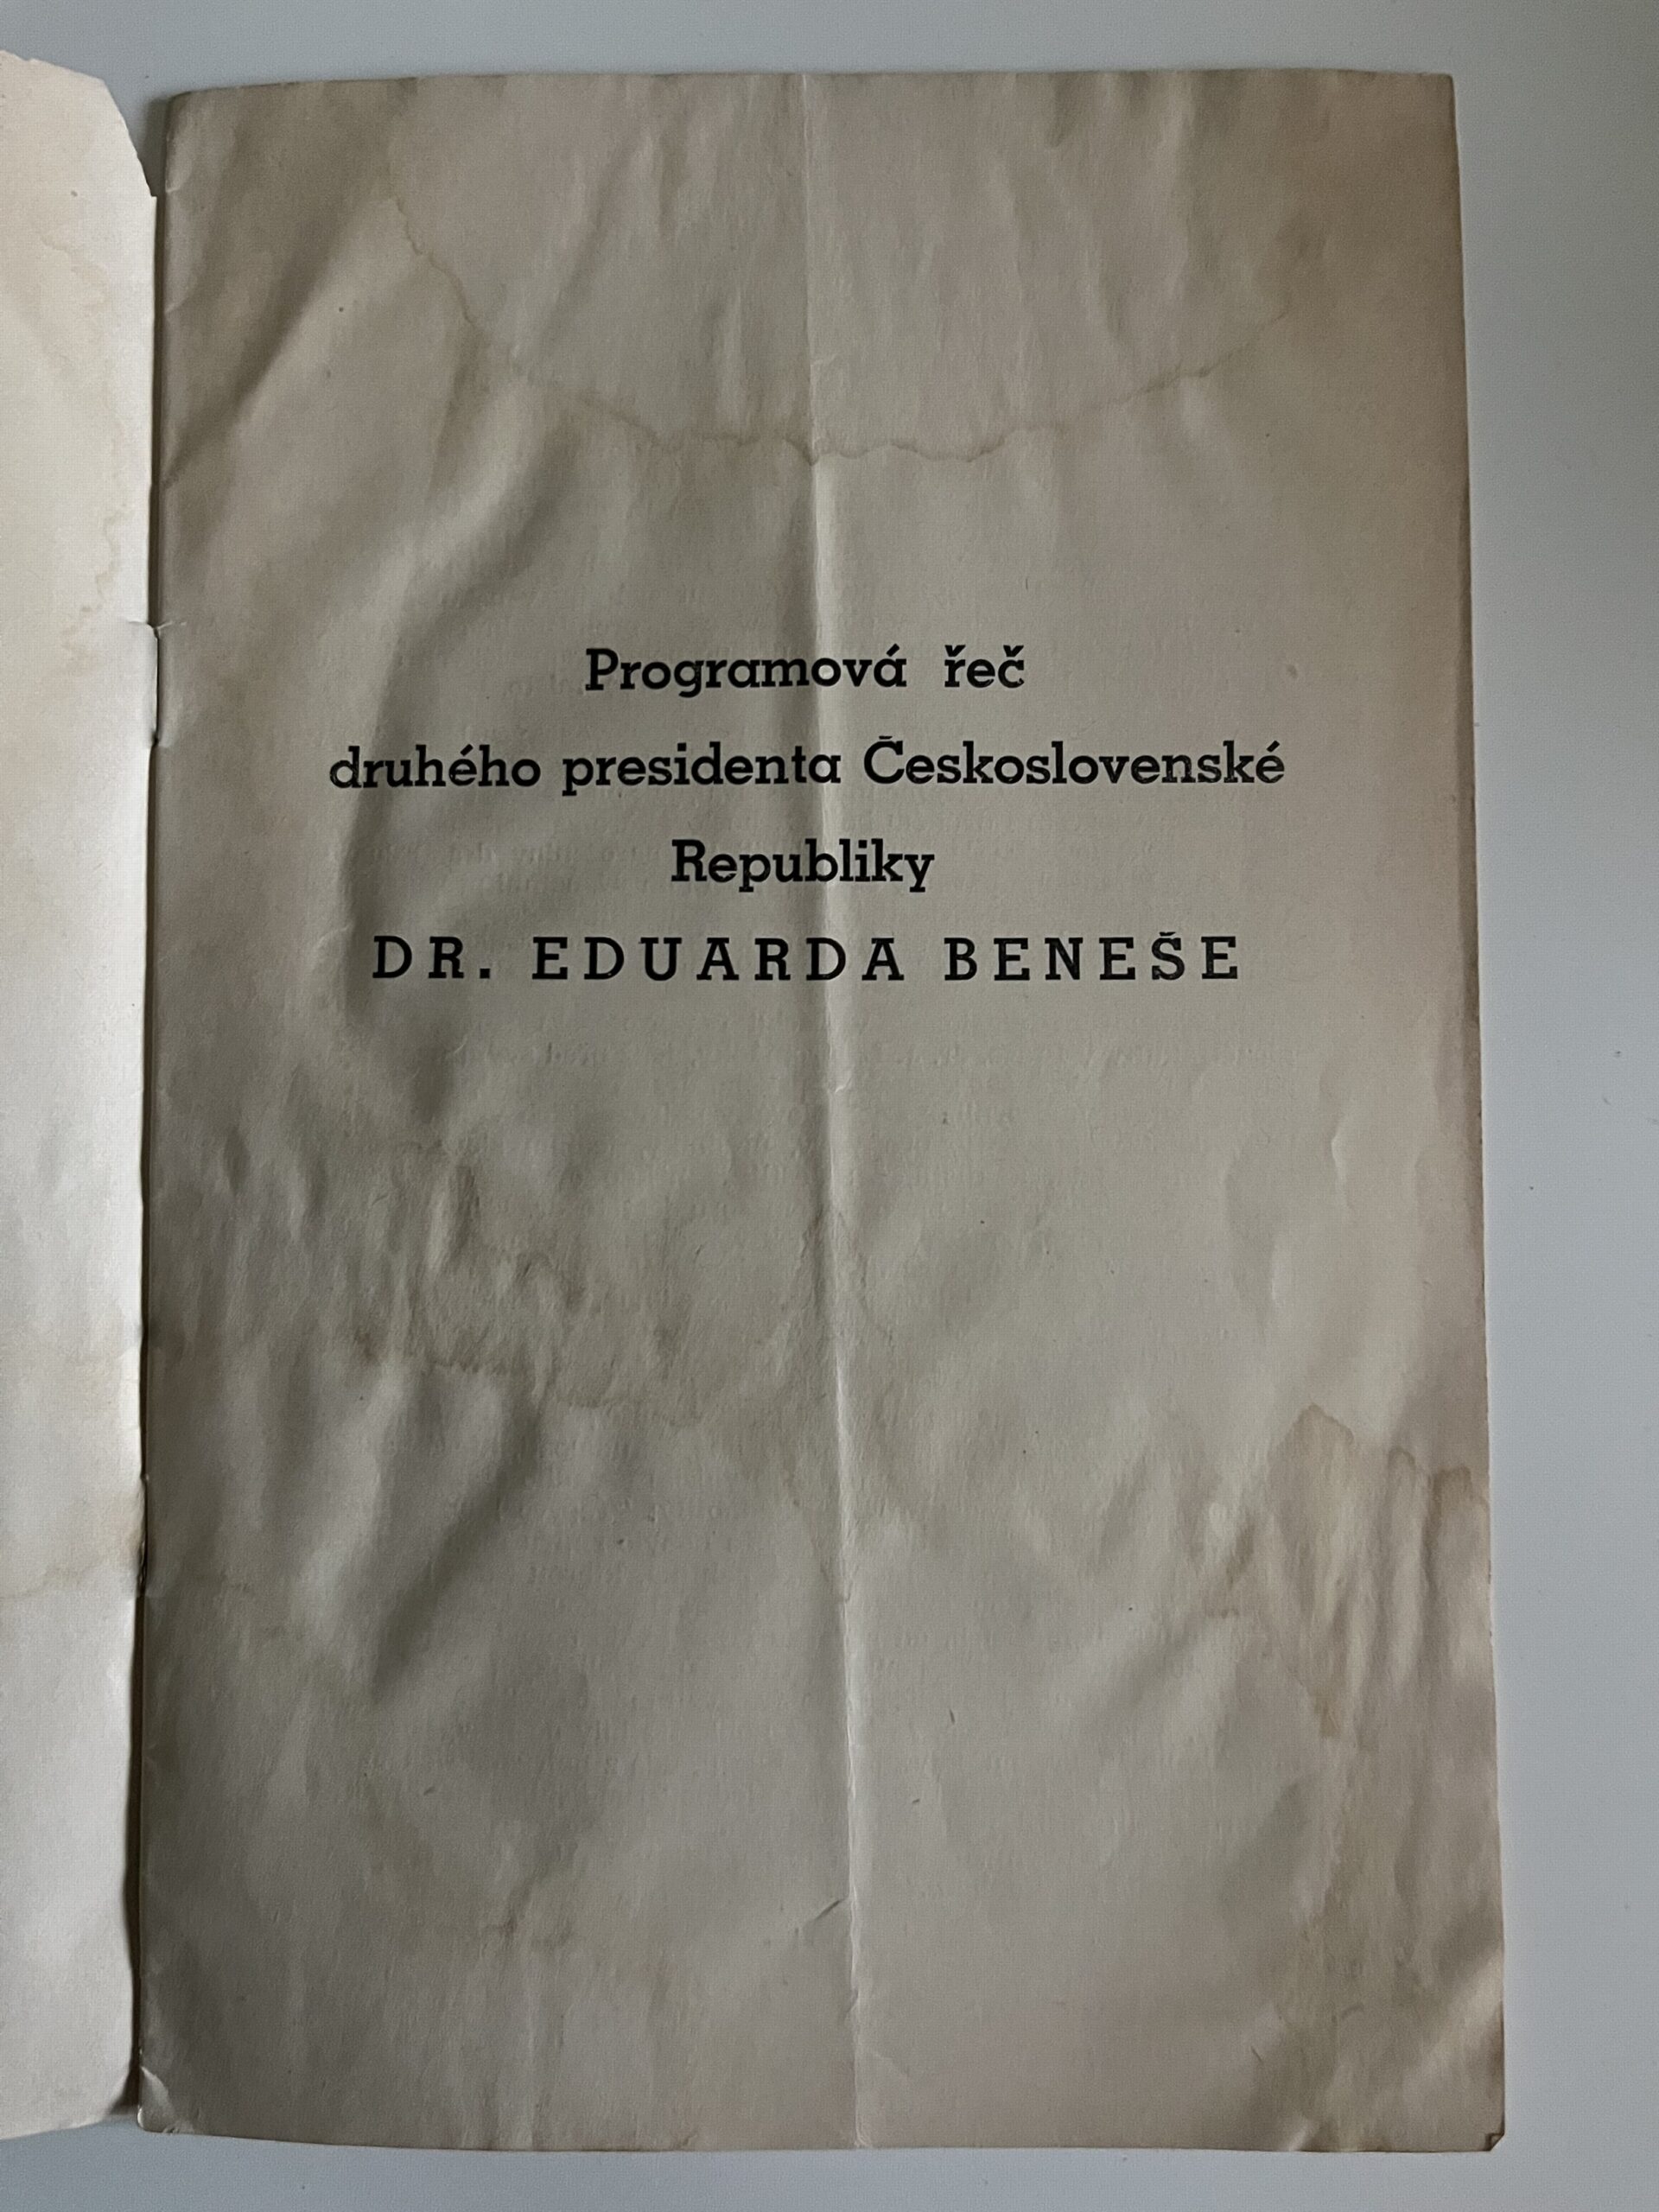 Programová řeč
druhého presidenta Československé
Republiky
DR. EDUARDA BENEŠE